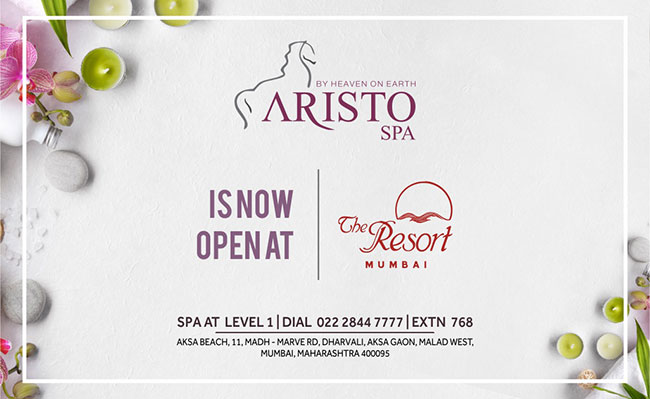 BY HEAVEN ON EARTH
ARISTO
SPA
IS NOW
OPEN AT
The
Resort
MUMBAI
SPA AT LEVEL 1 | DIAL 022 2844 7777 | EXTN 768
AKSA BEACH, 11, MADH - MARVE RD, DHARVALI, AKSA GAON, MALAD WEST,
MUMBAI, MAHARASHTRA 400095